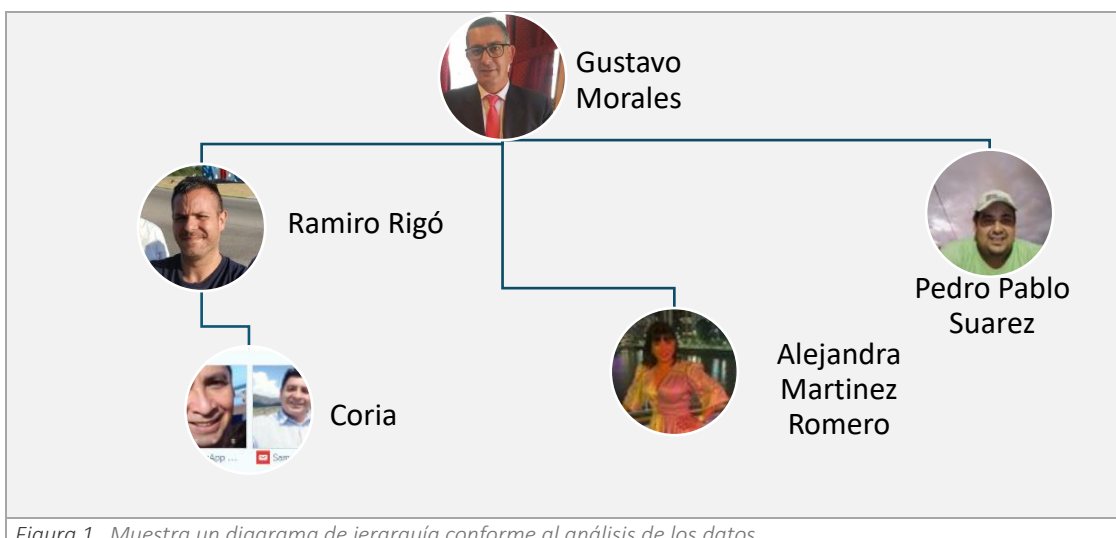 Gustavo
Morales
Ramiro Rigó
Pedro Pablo
Suarez
Alejandra
Martinez
Romero
Coria
Figura 1. Muestra un diagrama de jerarquía conforme al análisis de los datos